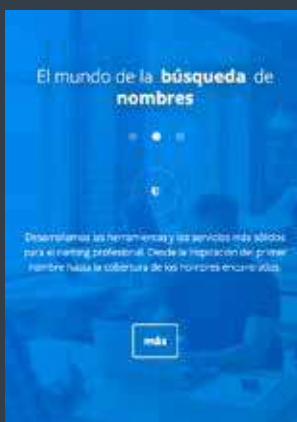 El mundo de la búsqueda de
nombres
Desarrollamos las herramientas y los servicios más sólidos
para el naming profesional. Desde la inspiración del primer
nombre hasta la cobertura de los nombres encontrados.
más